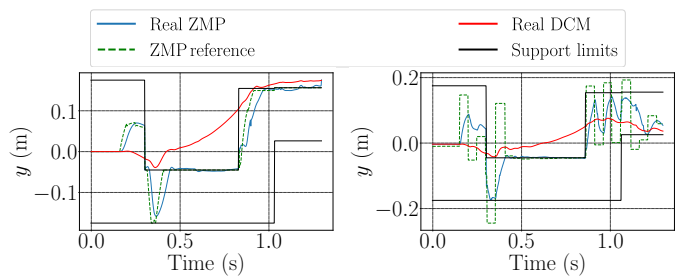 Real ZMP
Real DCM
ZMP reference
Support limits
y (m)
0.1
0.0
−0.1
0.0
0.5
1.0
Time (s)
y (m)
0.2
0.0
−0.2
0.0
0.5
1.0
Time (s)